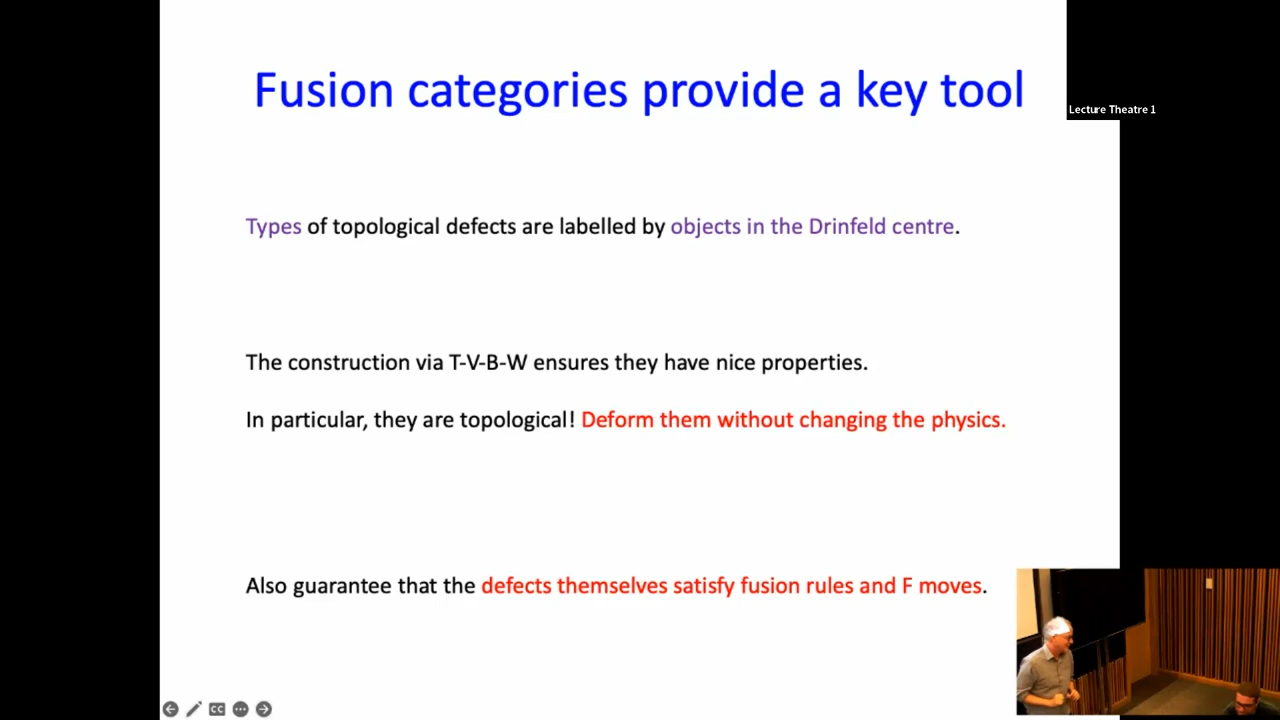 Fusion categories provide a key tool
Lecture Theatre 1
Types of topological defects are labelled by objects in the Drinfeld centre.
The construction via T-V-B-W ensures they have nice properties.
In particular, they are topological! Deform them without changing the physics.
Also guarantee that the defects themselves satisfy fusion rules and F moves.
CC